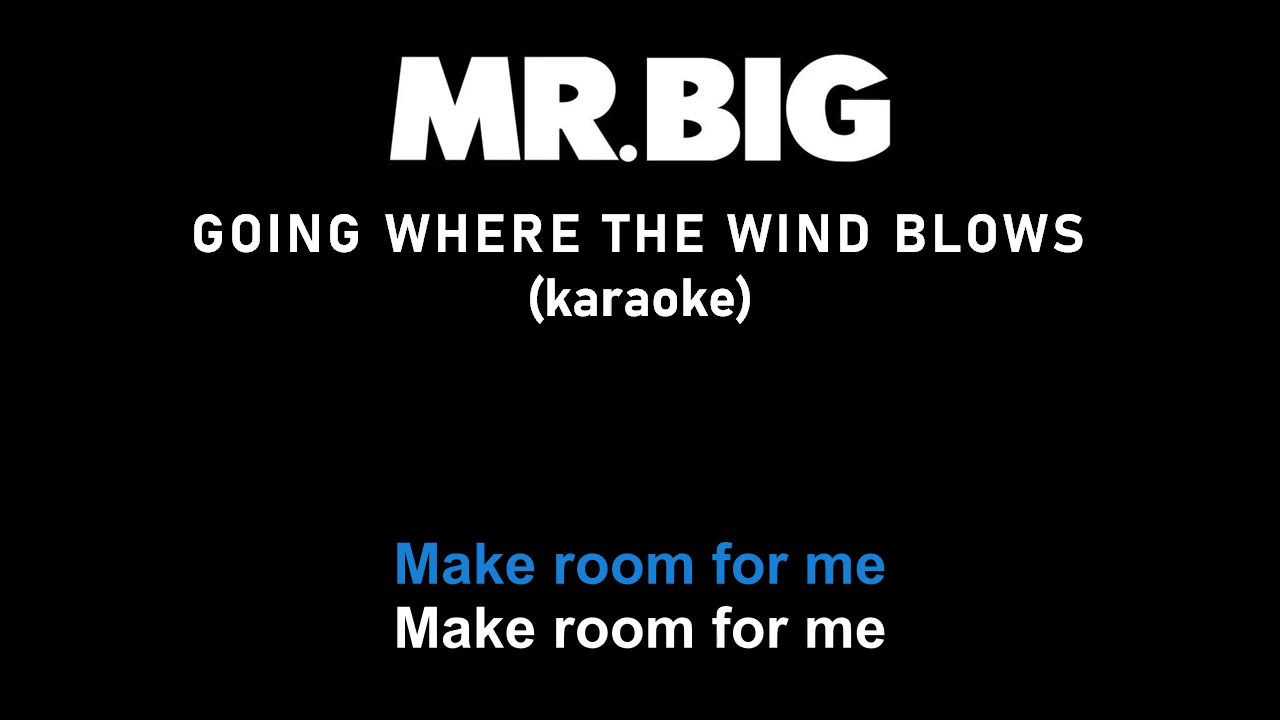 MR.BIG
GOING WHERE THE WIND BLOWS
(karaoke)
Make room for me
Make room for me